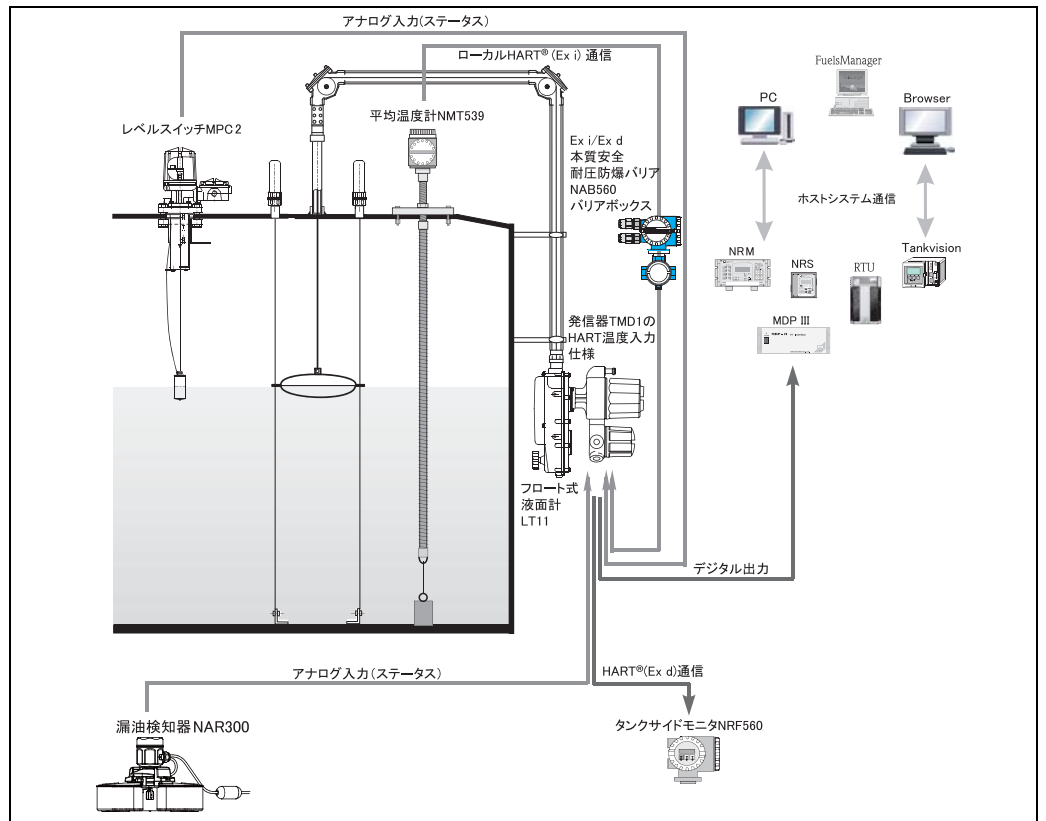 アナログ入力(ステータス)
ローカルHART®(Ex i) 通信
FuelsManager
PC
Browser
レベルスイッチMPC2
平均温度計NMT539
Ex i/Ex d
本質安全
耐圧防爆バリア
NAB560
バリアボックス
ホストシステム通信
NRM
NRS
RTU
Tankvision
MDP III
発信器TMD1の
HART温度入力
仕様
フロート式
液面計
LT11
デジタル出力
アナログ入力(ステータス)
HART®(Ex d)通信
漏油検知器NAR300
タンクサイドモニタNRF560